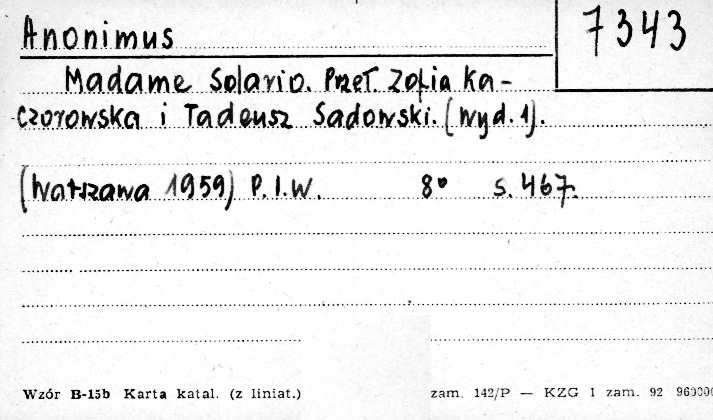 Anonimus 7343
Madame Solario. Przeł. Zofia Ka-
czorowska i Tadeusz Sadowski. (wyd. 1).
(Warszawa 1959) P.I.W. 8° s. 467.
Wzór B-15b Karta katal. (z liniat.) zam. 142/P — KZG 1 zam. 92 960000